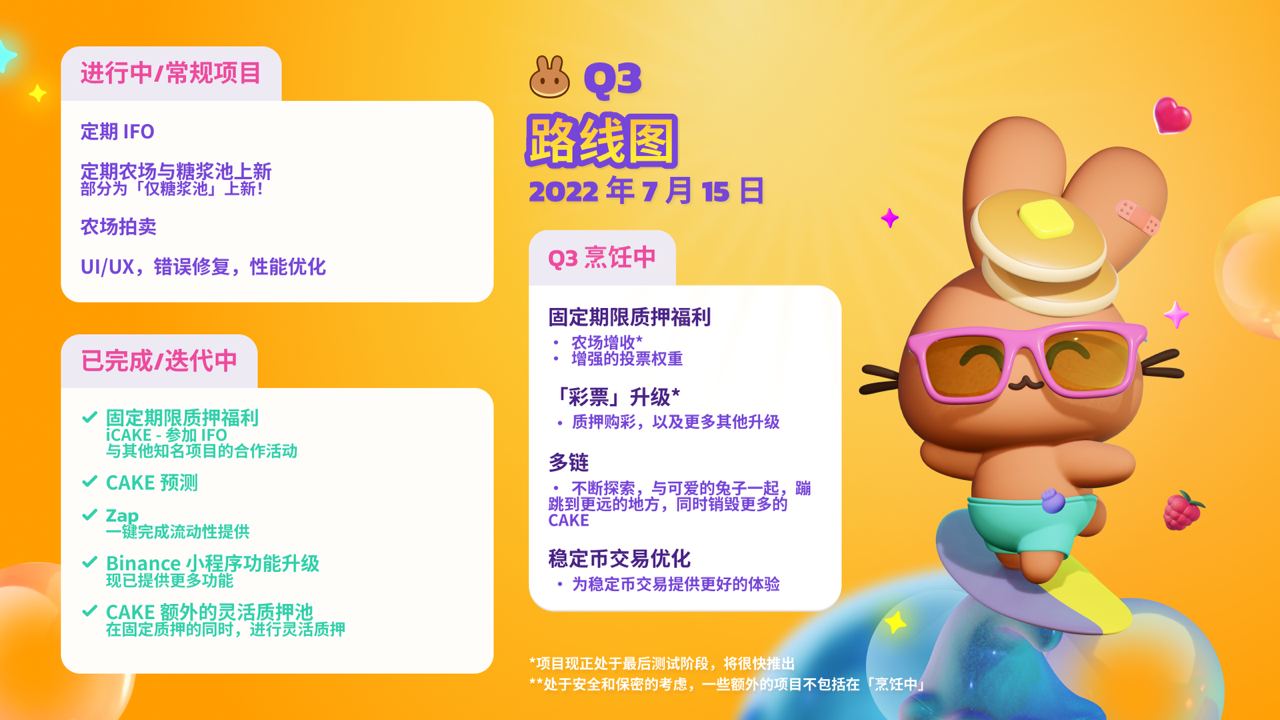 进行中/常规项目
定期 IFO
定期农场与糖浆池上新
部分为「仅糖浆池」上新！
农场拍卖
UI/UX，错误修复，性能优化
已完成/迭代中
固定期限质押福利
iCAKE - 参加 IFO
与其他知名项目的合作活动
CAKE 预测
Zap
一键完成流动性提供
Binance 小程序功能升级
现已提供更多功能
CAKE 额外的灵活质押池
在固定质押的同时，进行灵活质押
Q3
路线图
2022 年 7 月 15 日
Q3 烹饪中
固定期限质押福利
• 农场增收*
• 增强的投票权重
「彩票」升级*
• 质押购彩，以及更多其他升级
多链
• 不断探索，与可爱的兔子一起，蹦
跳到更远的地方，同时销毁更多的
CAKE
稳定币交易优化
• 为稳定币交易提供更好的体验
*项目现正处于最后测试阶段，将很快推出
**处于安全和保密的考虑，一些额外的项目不包括在「烹饪中」